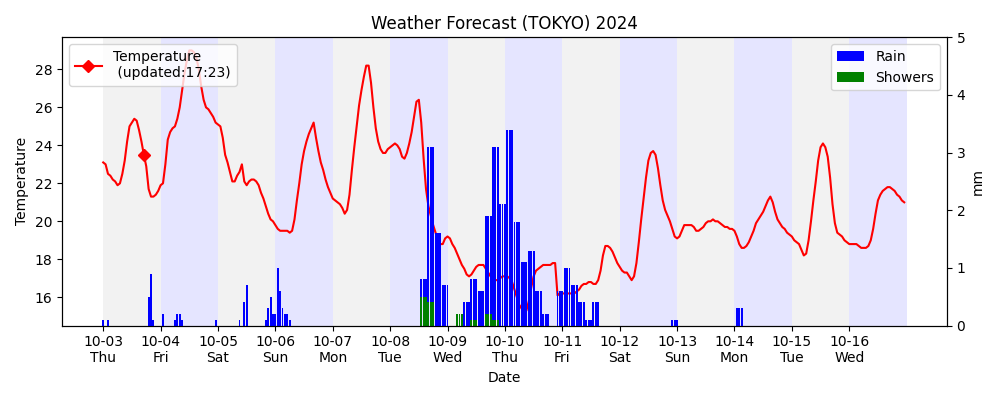 Weather Forecast (TOKYO) 2024
Temperature
(updated:17:23)
Rain
Showers
Temperature
28
26
24
22
20
18
16
5
4
3
2
1
0
mm
10-03 10-04 10-05 10-06 10-07 10-08 10-09 10-10 10-11 10-12 10-13 10-14 10-15 10-16
Thu Fri Sat Sun Mon Tue Wed Thu Fri Sat Sun Mon Tue Wed
Date